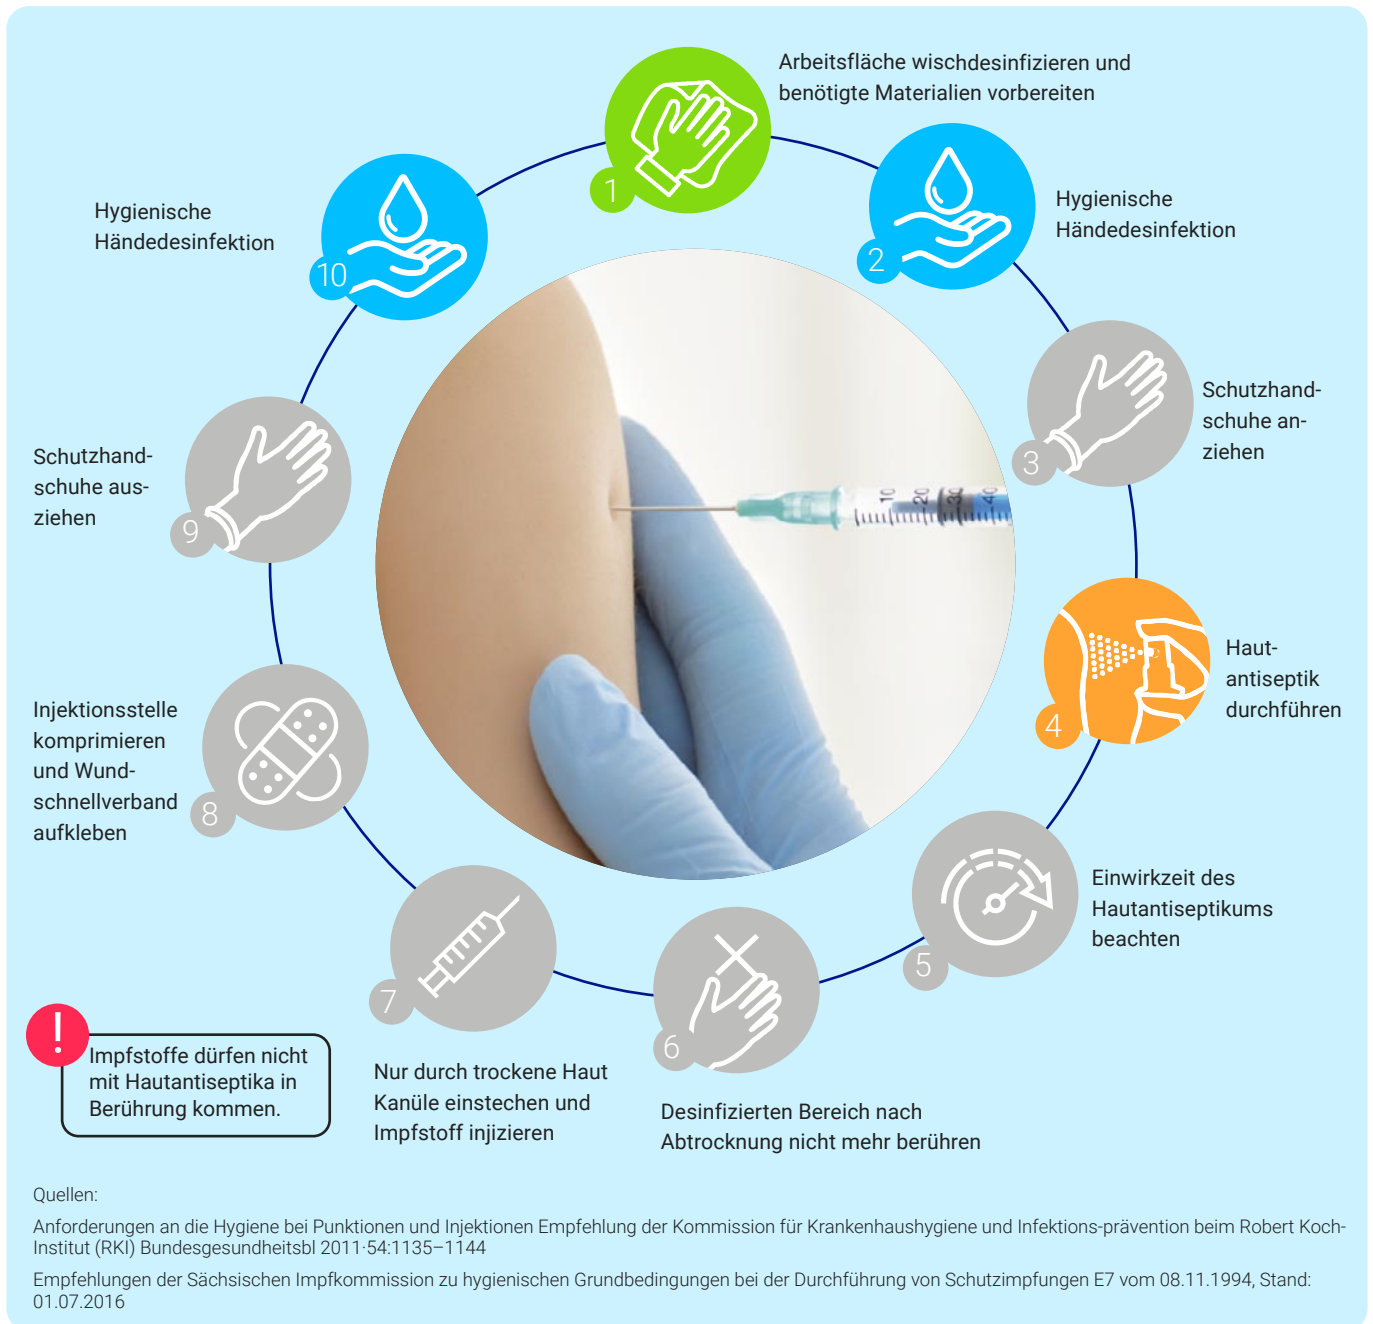 Arbeitsfläche wischdesinfizieren und
benötigte Materialien vorbereiten
1
Hygienische
Händedesinfektion
2
Schutzhand-
schuhe an-
ziehen
3
Haut-
antiseptik
durchführen
4
Einwirkzeit des
Hautantiseptikums
beachten
5
Desinfizierten Bereich nach
Abtrocknung nicht mehr berühren
6
Nur durch trockene Haut
Kanüle einstechen und
Impfstoff injizieren
7
Injektionsstelle
komprimieren
und Wund-
schnellverband
aufkleben
8
Schutzhand-
schuhe aus-
ziehen
9
Hygienische
Händedesinfektion
10
10 20 30 40
!
Impfstoffe dürfen nicht
mit Hautantiseptika in
Berührung kommen.
Quellen:
Anforderungen an die Hygiene bei Punktionen und Injektionen Empfehlung der Kommission für Krankenhaushygiene und Infektions-prävention beim Robert Koch-
Institut (RKI) Bundesgesundheitsbl 2011·54:1135–1144
Empfehlungen der Sächsischen Impfkommission zu hygienischen Grundbedingungen bei der Durchführung von Schutzimpfungen E7 vom 08.11.1994, Stand:
01.07.2016